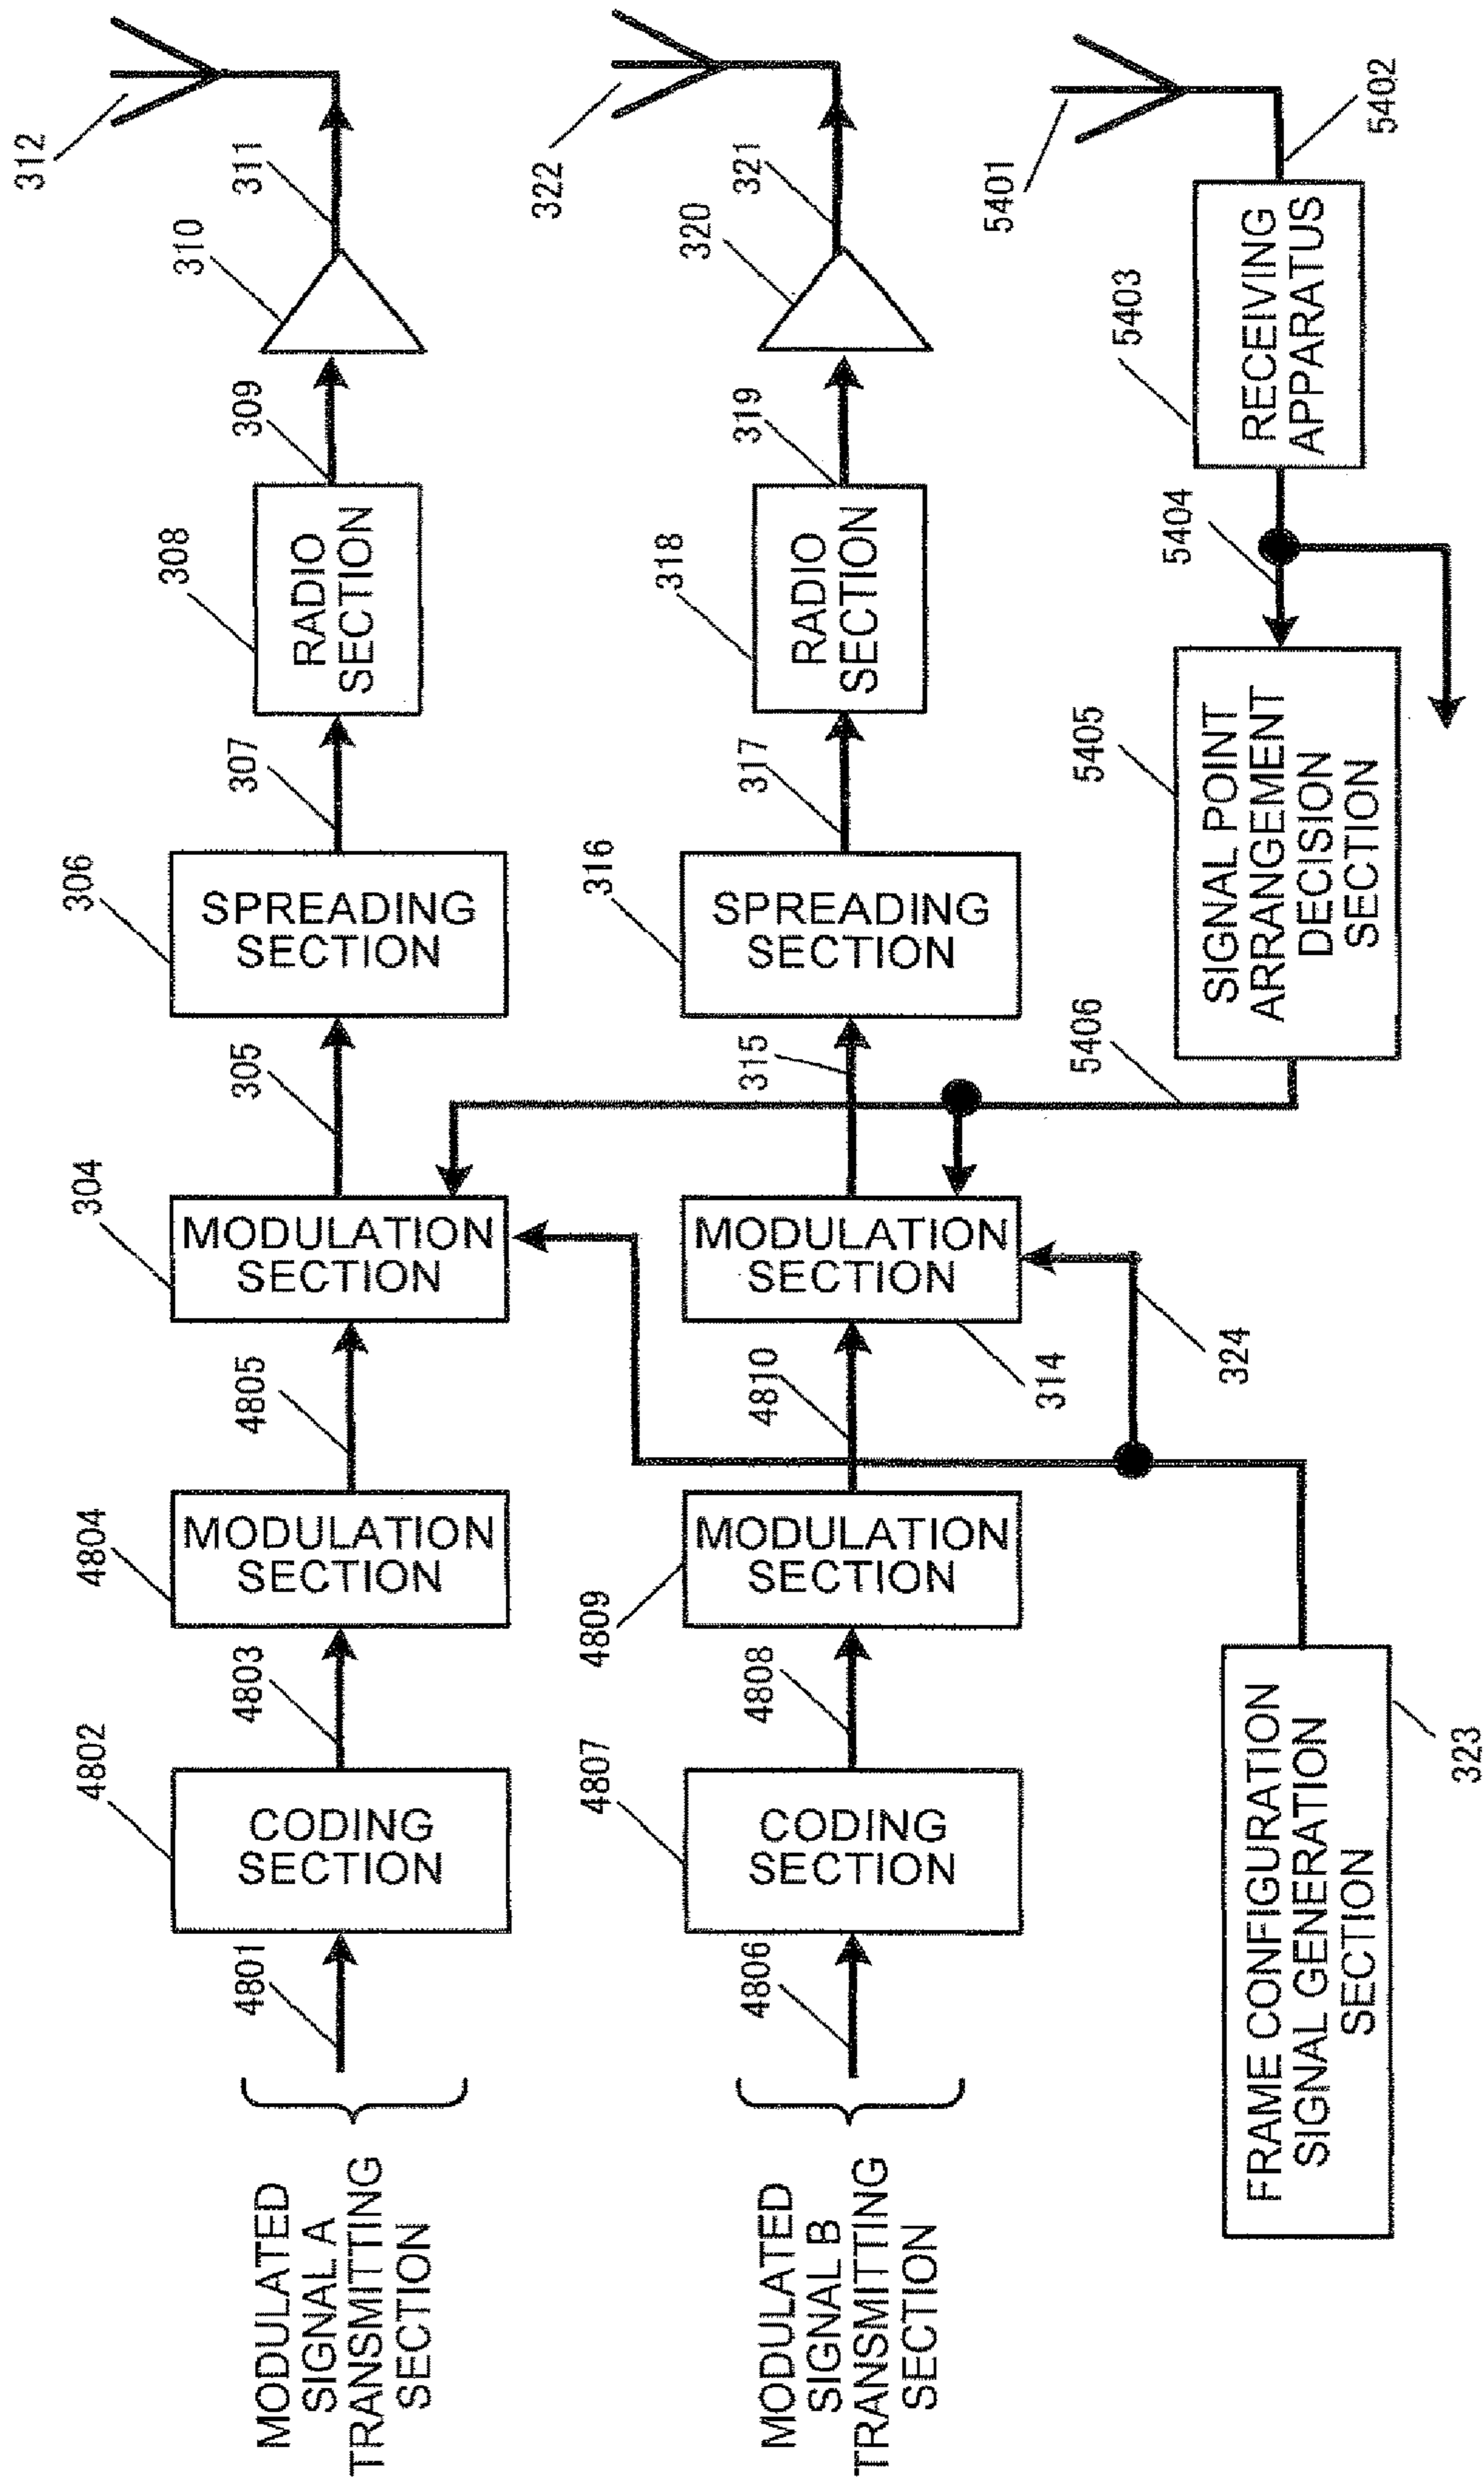 MODULATED
SIGNAL A
TRANSMITTING
SECTION
4801
4802
CODING
SECTION
4803
4804
MODULATION
SECTION
4805
304
MODULATION
SECTION
305
306
SPREADING
SECTION
307
308
RADIO
SECTION
309
310
311
312
MODULATED
SIGNAL B
TRANSMITTING
SECTION
4806
4807
CODING
SECTION
4808
4809
MODULATION
SECTION
4810
314
MODULATION
SECTION
315
316
SPREADING
SECTION
317
318
RADIO
SECTION
319
320
321
322
323
FRAME CONFIGURATION
SIGNAL GENERATION
SECTION
324
5406
5405
SIGNAL POINT
ARRANGEMENT
DECISION
SECTION
5404
5403
RECEIVING
APPARATUS
5402
5401